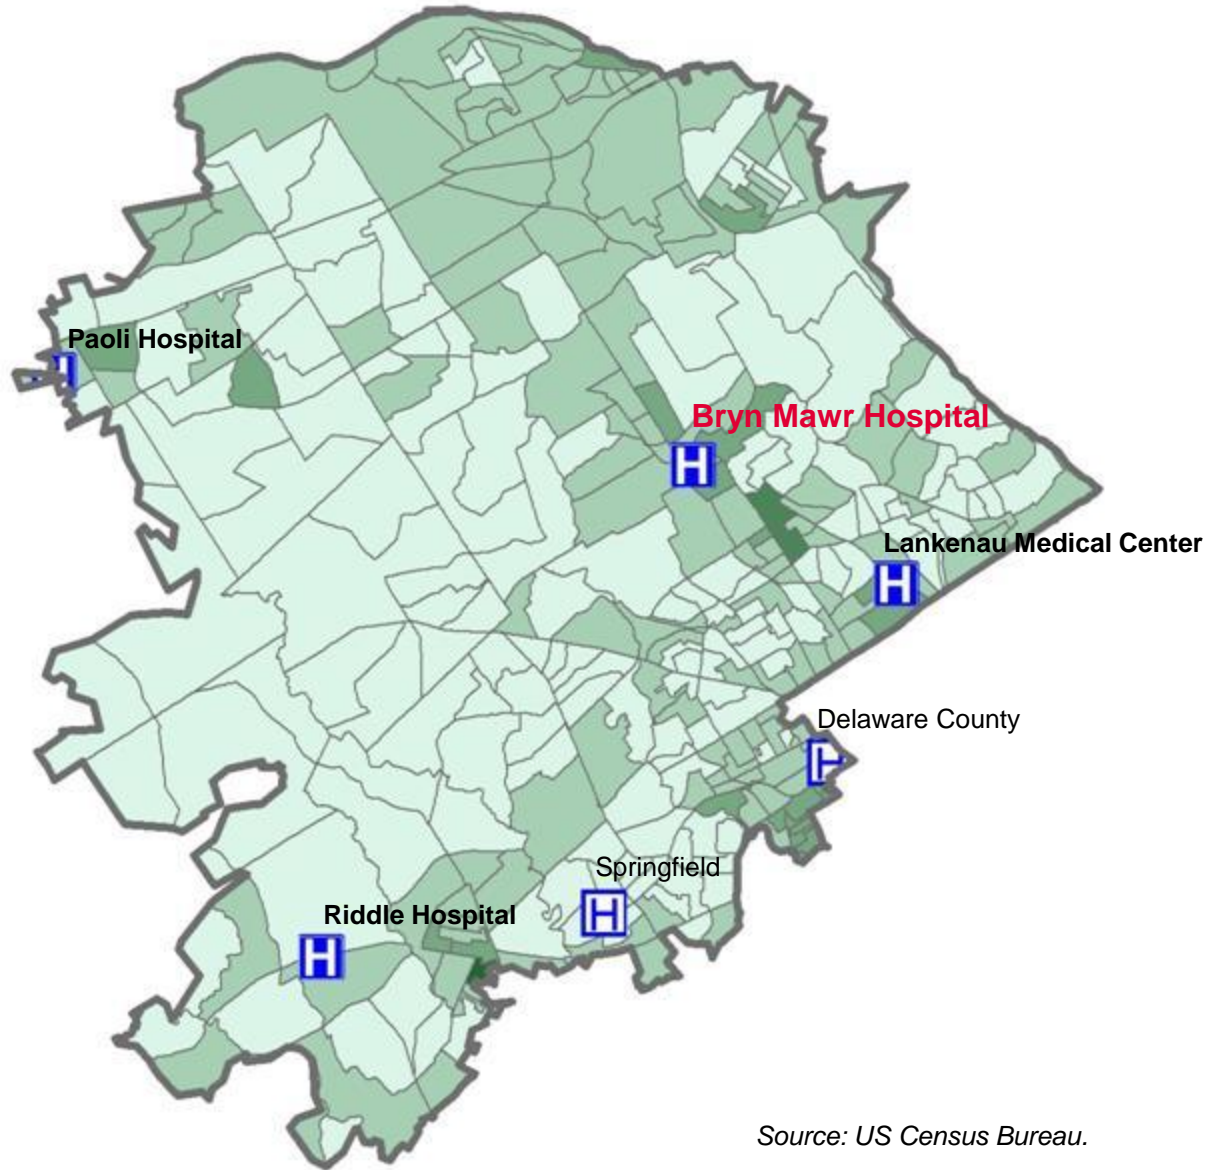 Paoli Hospital
H
Bryn Mawr Hospital
H
Lankenau Medical Center
H
Delaware County
H
Springfield
H
Riddle Hospital
H
Source: US Census Bureau.